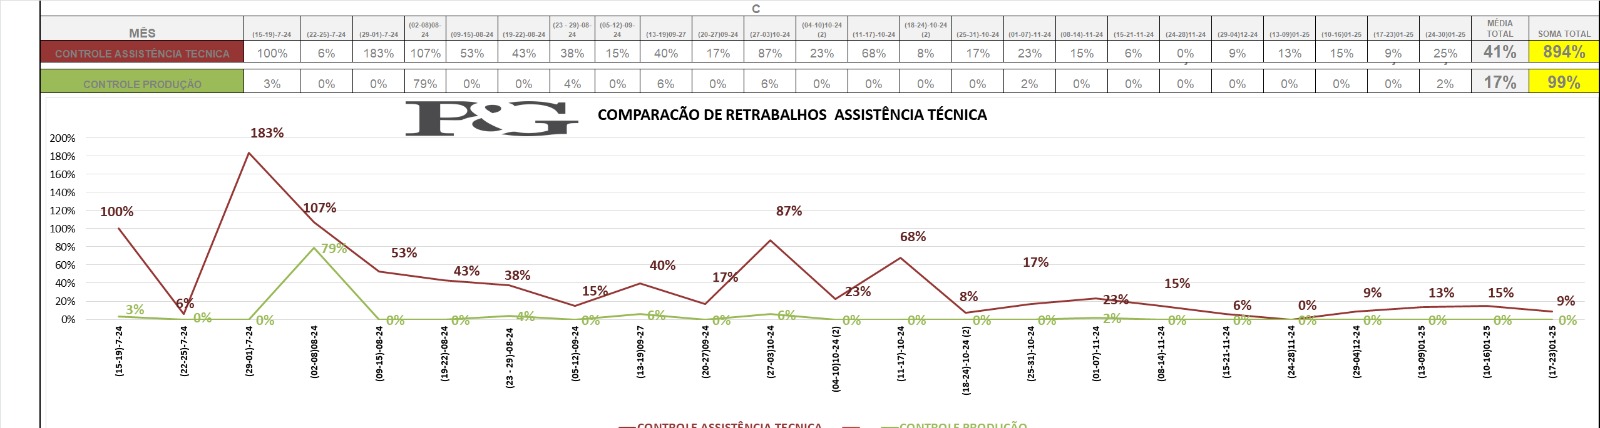 C
MÊS (15-19)-7-24 (22-25)-7-24 (29-01)-7-24 (02-08)08-24 (09-15)-08-24 (19-22)-08-24 (23 - 29)-08-24 (05-12)-09-24 (13-19)09-27 (20-27)09-24 (27-03)10-24 (04-10)10-24 (2) (11-17)-10-24 (18-24)-10-24 (2) (25-31)-10-24 (01-07)-11-24 (08-14)-11-24 (15-21-11-24 (24-28)11-24 (29-04)12-24 (13-09)01-25 (10-16)01-25 (17-23)01-25 (24-30)01-25 MÉDIA TOTAL SOMA TOTAL
CONTROLE ASSISTÊNCIA TECNICA 100% 6% 183% 107% 53% 43% 38% 15% 40% 17% 87% 23% 68% 8% 17% 23% 15% 6% 0% 9% 13% 15% 9% 25% 41% 894%
CONTROLE PRODUÇÃO 3% 0% 0% 79% 0% 0% 4% 0% 6% 0% 6% 0% 0% 0% 0% 2% 0% 0% 0% 0% 0% 0% 0% 2% 17% 99%
P&G COMPARACÃO DE RETRABALHOS ASSISTÊNCIA TÉCNICA
200%
180%
160%
140%
120%
100%
80%
60%
40%
20%
0%
100% 6% 183% 107% 53% 43% 38% 15% 40% 17% 87% 23% 68% 8% 17% 23% 15% 6% 0% 9% 13% 15% 9%
3% 0% 0% 79% 0% 0% 4% 0% 6% 0% 6% 0% 0% 0% 0% 2% 0% 0% 0% 0% 0% 0% 0%
(15-19)-7-24 (22-25)-7-24 (29-01)-7-24 (02-08)08-24 (09-15)-08-24 (19-22)-08-24 (23 - 29)-08-24 (05-12)-09-24 (13-19)09-27 (20-27)09-24 (27-03)10-24 (04-10)10-24 (2) (11-17)-10-24 (18-24)-10-24 (2) (25-31)-10-24 (01-07)-11-24 (08-14)-11-24 (15-21-11-24 (24-28)11-24 (29-04)12-24 (13-09)01-25 (10-16)01-25 (17-23)01-25
CONTROLE ASSISTÊNCIA TECNICA CONTROLE PRODUÇÃO